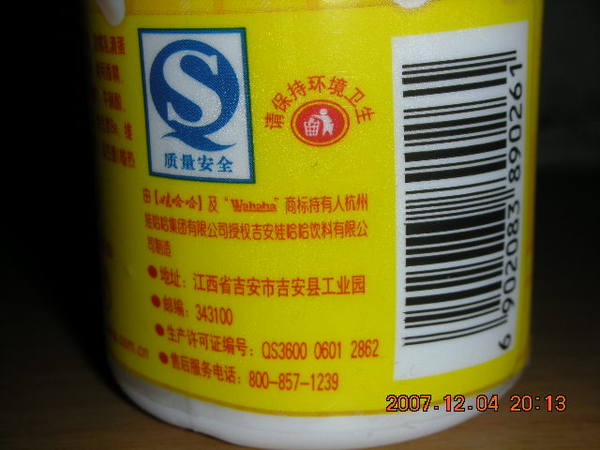 质量安全
请保持环境卫生
由【娃哈哈】及“Wahaha”商标持有人杭州
娃哈哈集团有限公司授权吉安娃哈哈饮料有限公
司制造
●地址：江西省吉安市吉安县工业园
●邮编：343100
●生产许可证编号：QS3600 0601 2862
●售后服务电话：800-857-1239
6 902083 890261
2007.12.04 20:13